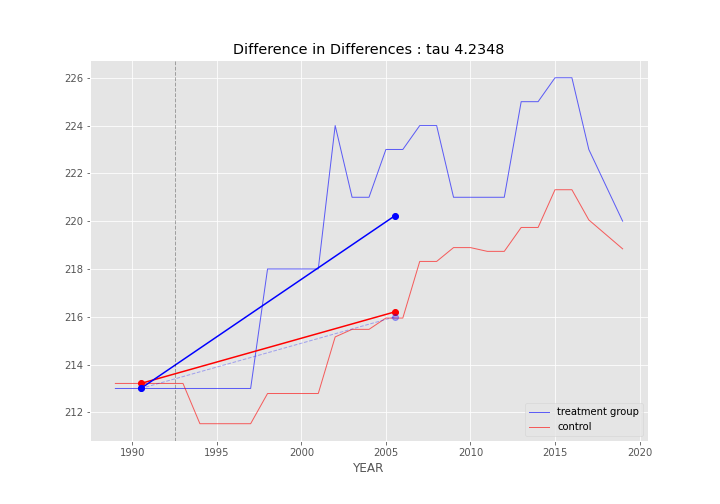 Difference in Differences : tau 4.2348
226
224
222
220
218
216
214
212
treatment group
control
1990 1995 2000 2005 2010 2015 2020
YEAR